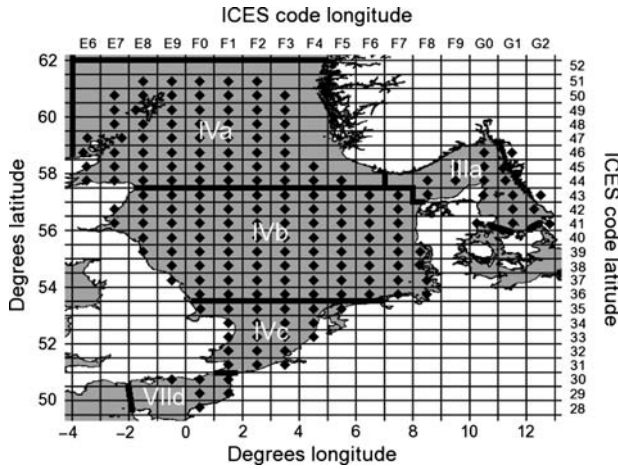 ICES code longitude
E6 E7 E8 E9 F0 F1 F2 F3 F4 F5 F6 F7 F8 F9 G0 G1 G2
62
60
58
56
54
52
50
Degrees latitude
52
51
50
49
48
47
46
45
44
43
42
41
40
39
38
37
36
35
34
33
32
31
30
29
28
ICES code latitude
IVa
IIIa
IVb
IVc
VIId
−4 −2 0 2 4 6 8 10 12
Degrees longitude